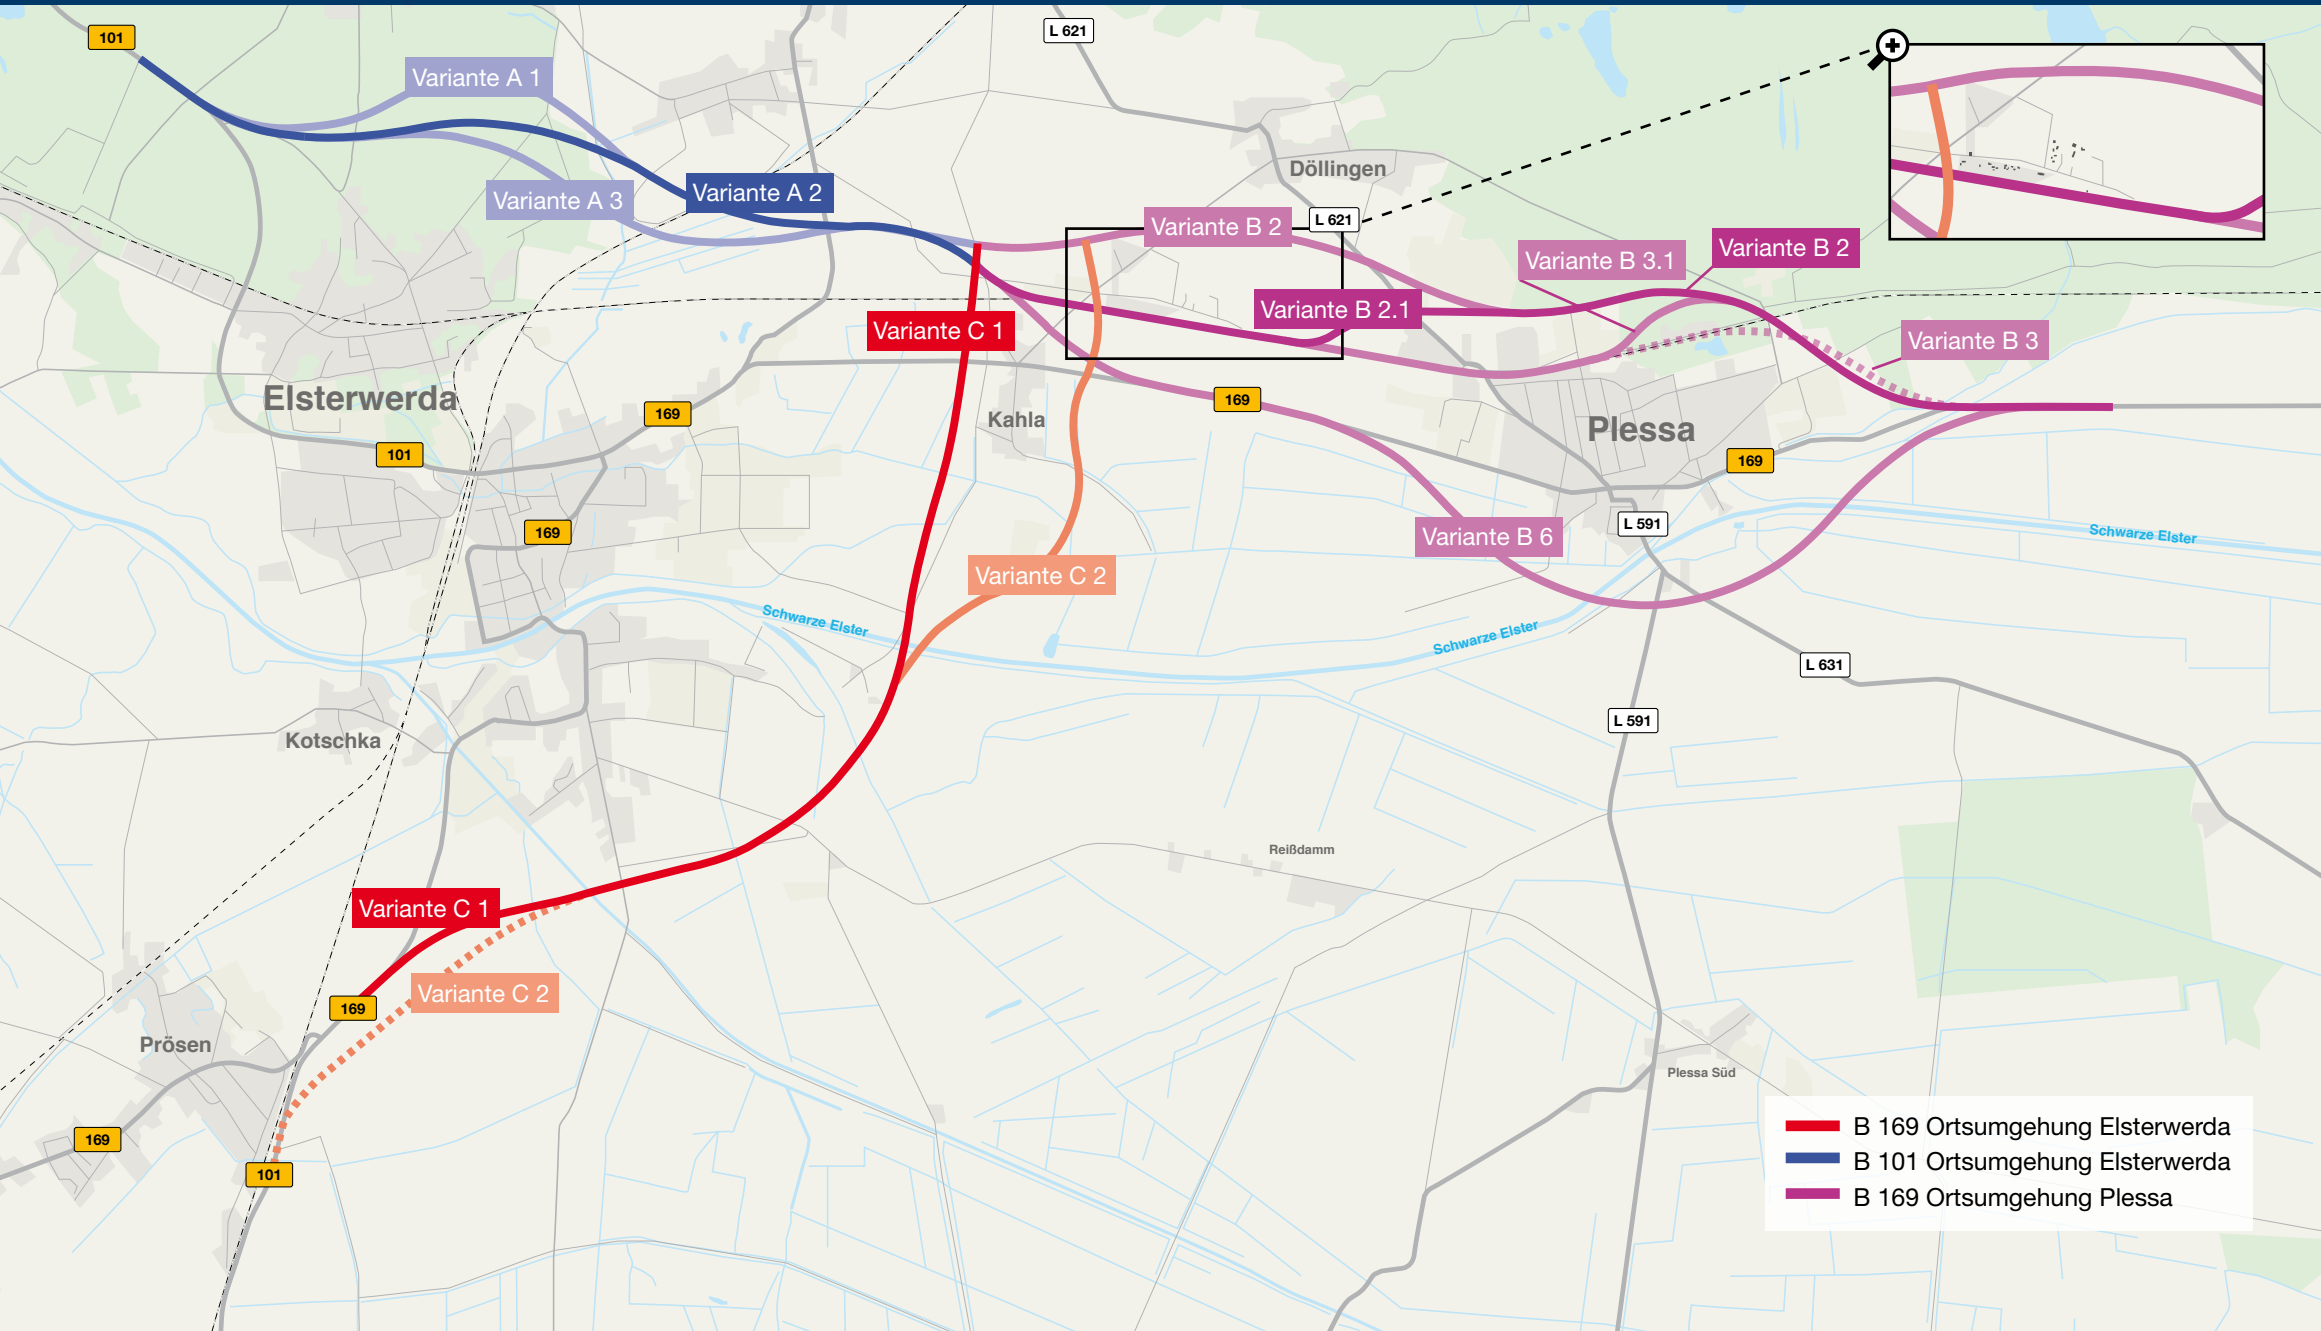 101
L 621
Variante A 1
Döllingen
Variante A 2
Variante A 3
L 621
Variante B 2
Variante B 2
Variante B 3.1
Variante B 2.1
Variante C 1
Variante B 3
Elsterwerda
169
169
Kahla
Plessa
101
169
169
L 591
Variante B 6
Schwarze Elster
Variante C 2
Schwarze Elster
Schwarze Elster
L 631
L 591
Kotschka
Reißdamm
Variante C 1
Variante C 2
169
Prösen
Plessa Süd
169
101
B 169 Ortsumgehung Elsterwerda
B 101 Ortsumgehung Elsterwerda
B 169 Ortsumgehung Plessa